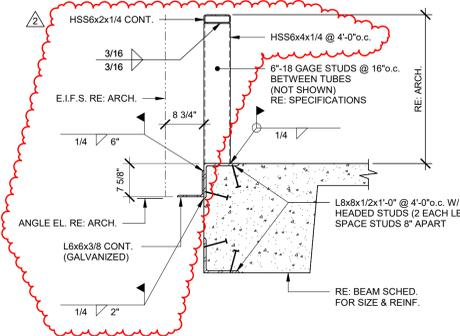 2
HSS6x2x1/4 CONT.
HSS6x4x1/4 @ 4'-0"o.c.
3/16
3/16
6"-18 GAGE STUDS @ 16"o.c.
BETWEEN TUBES
(NOT SHOWN)
RE: SPECIFICATIONS
RE: ARCH.
E.I.F.S. RE: ARCH.
8 3/4"
1/4 6"
1/4
7 5/8"
ANGLE EL. RE: ARCH.
L8x8x1/2x1'-0" @ 4'-0"o.c. W/
HEADED STUDS (2 EACH LE
SPACE STUDS 8" APART
L6x6x3/8 CONT.
(GALVANIZED)
RE: BEAM SCHED.
FOR SIZE & REINF.
1/4 2"